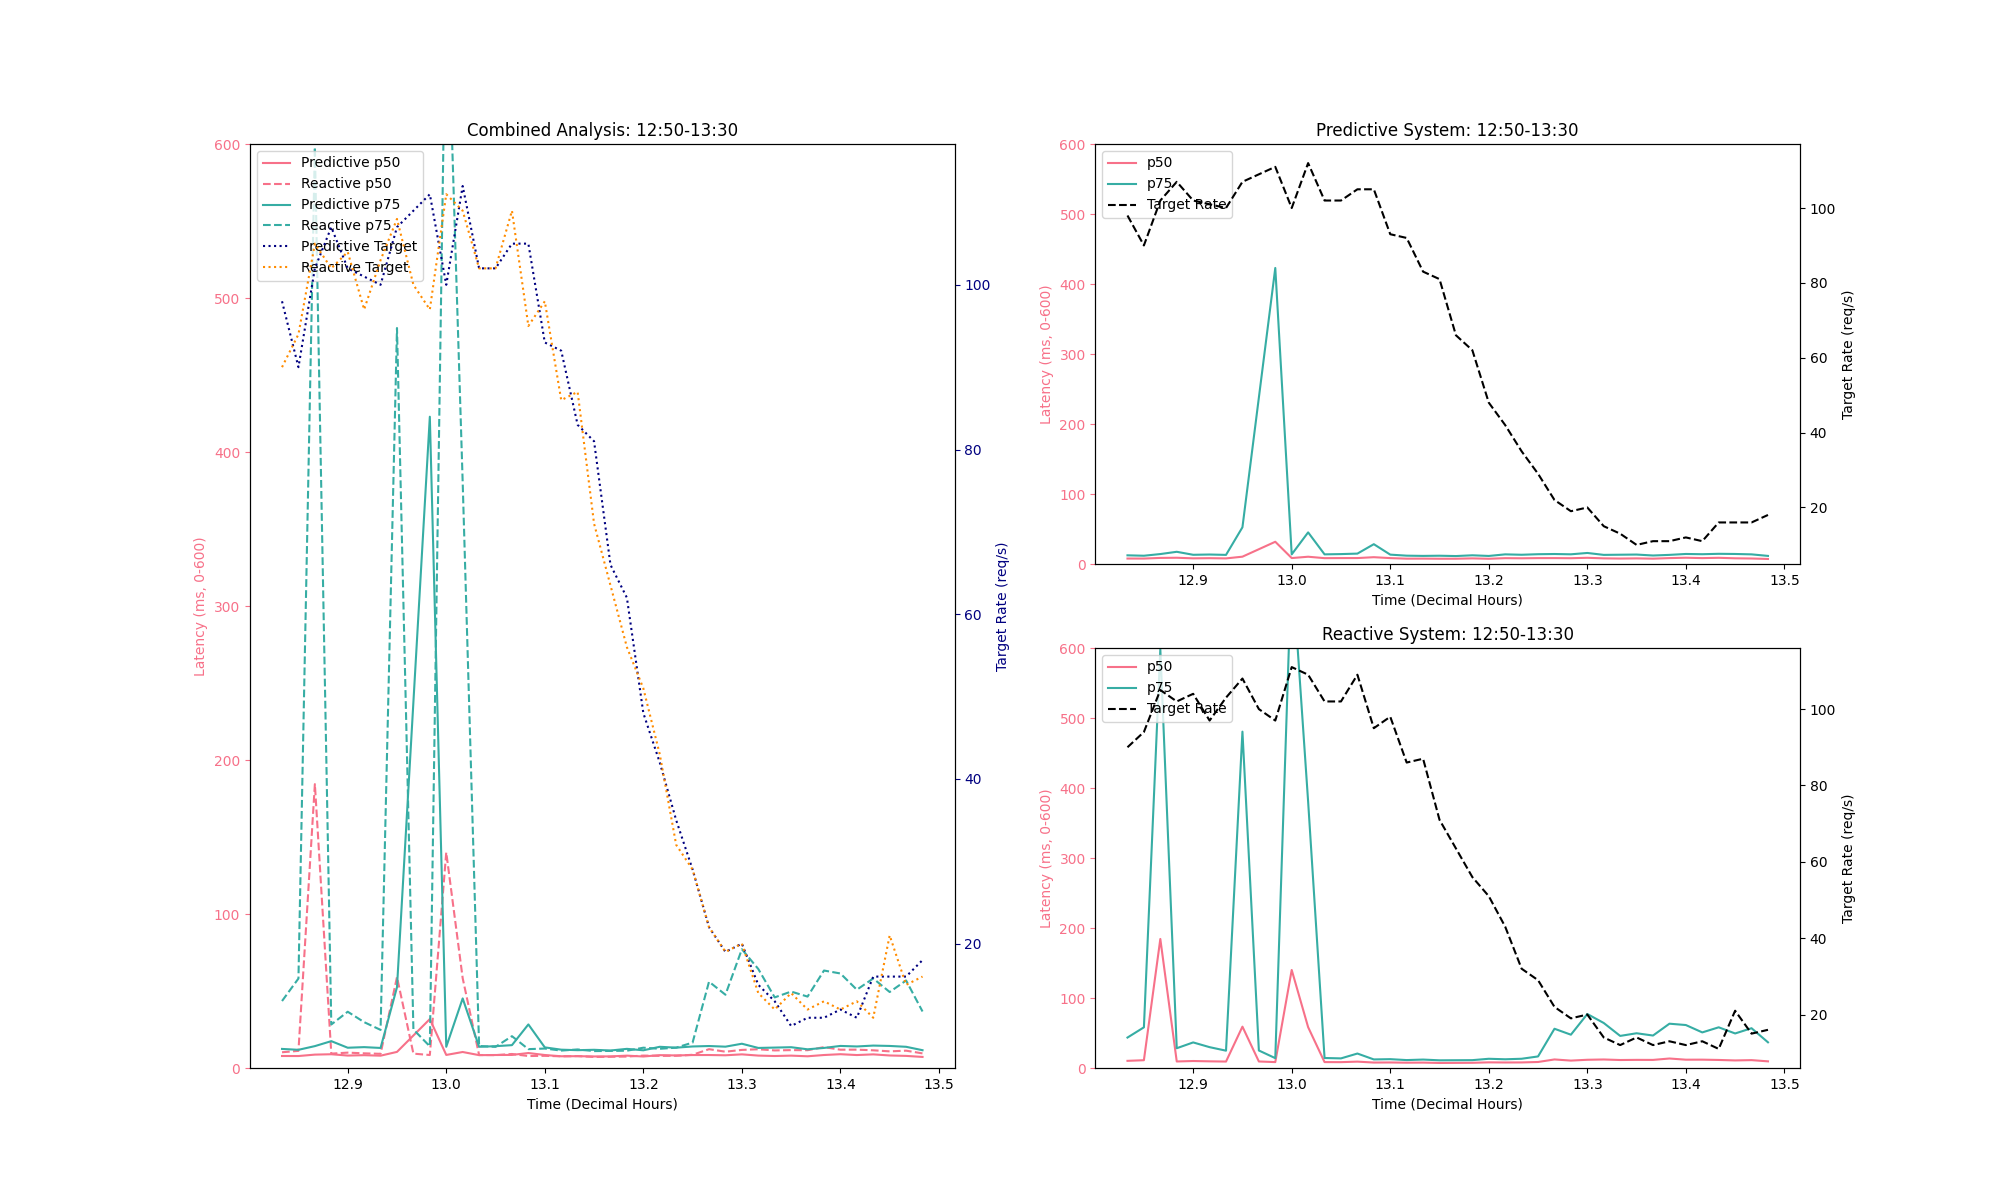 Combined Analysis: 12:50-13:30
Predictive p50
Reactive p50
Predictive p75
Reactive p75
Predictive Target
Reactive Target
600
500
400
300
200
100
0
Latency (ms, 0-600)
100
80
60
40
20
Target Rate (req/s)
12.9 13.0 13.1 13.2 13.3 13.4 13.5
Time (Decimal Hours)
Predictive System: 12:50-13:30
p50
p75
Target Rate
600
500
400
300
200
100
0
Latency (ms, 0-600)
100
80
60
40
20
Target Rate (req/s)
12.9 13.0 13.1 13.2 13.3 13.4 13.5
Time (Decimal Hours)
Reactive System: 12:50-13:30
p50
p75
Target Rate
600
500
400
300
200
100
0
Latency (ms, 0-600)
100
80
60
40
20
Target Rate (req/s)
12.9 13.0 13.1 13.2 13.3 13.4 13.5
Time (Decimal Hours)